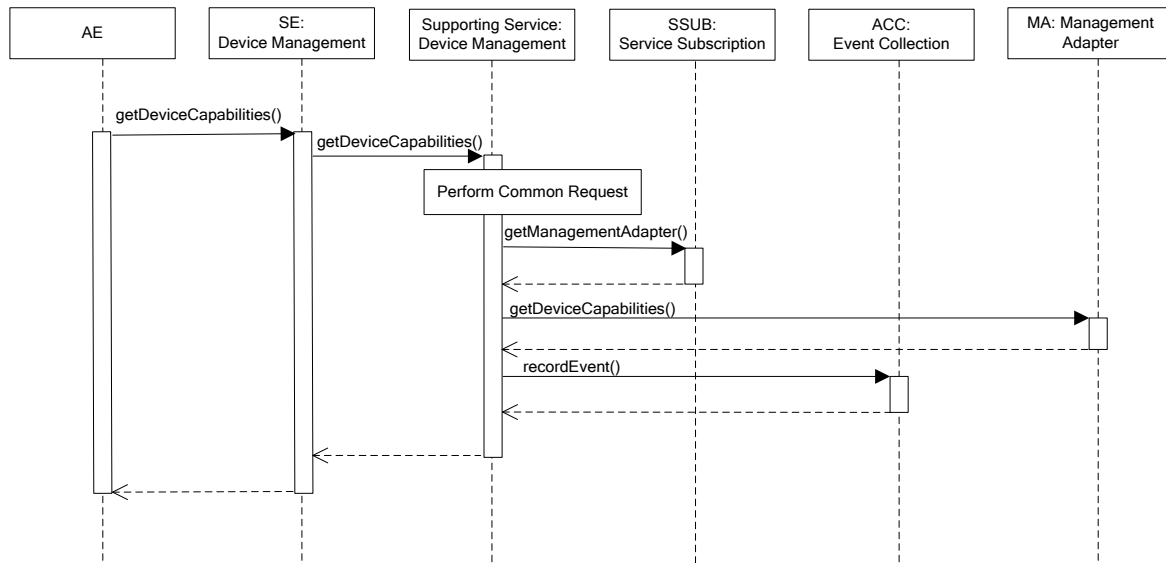 AE
SE:
Device Management
Supporting Service:
Device Management
SSUB:
Service Subscription
ACC:
Event Collection
MA: Management
Adapter
getDeviceCapabilities()
getDeviceCapabilities()
Perform Common Request
getManagementAdapter()
getDeviceCapabilities()
recordEvent()